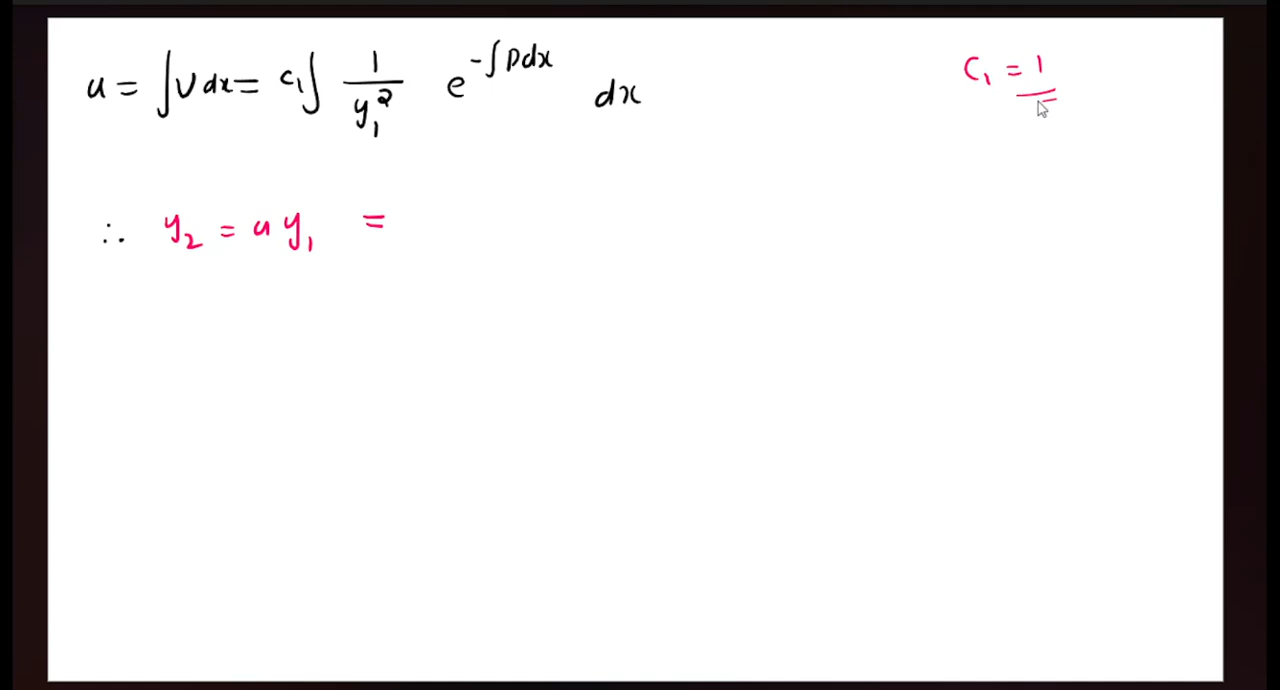 u = ∫ v dx = c₁ ∫ 1/y₁² e^(-∫ P dx) dx
c₁ = 1
∴ y₂ = u y₁ =